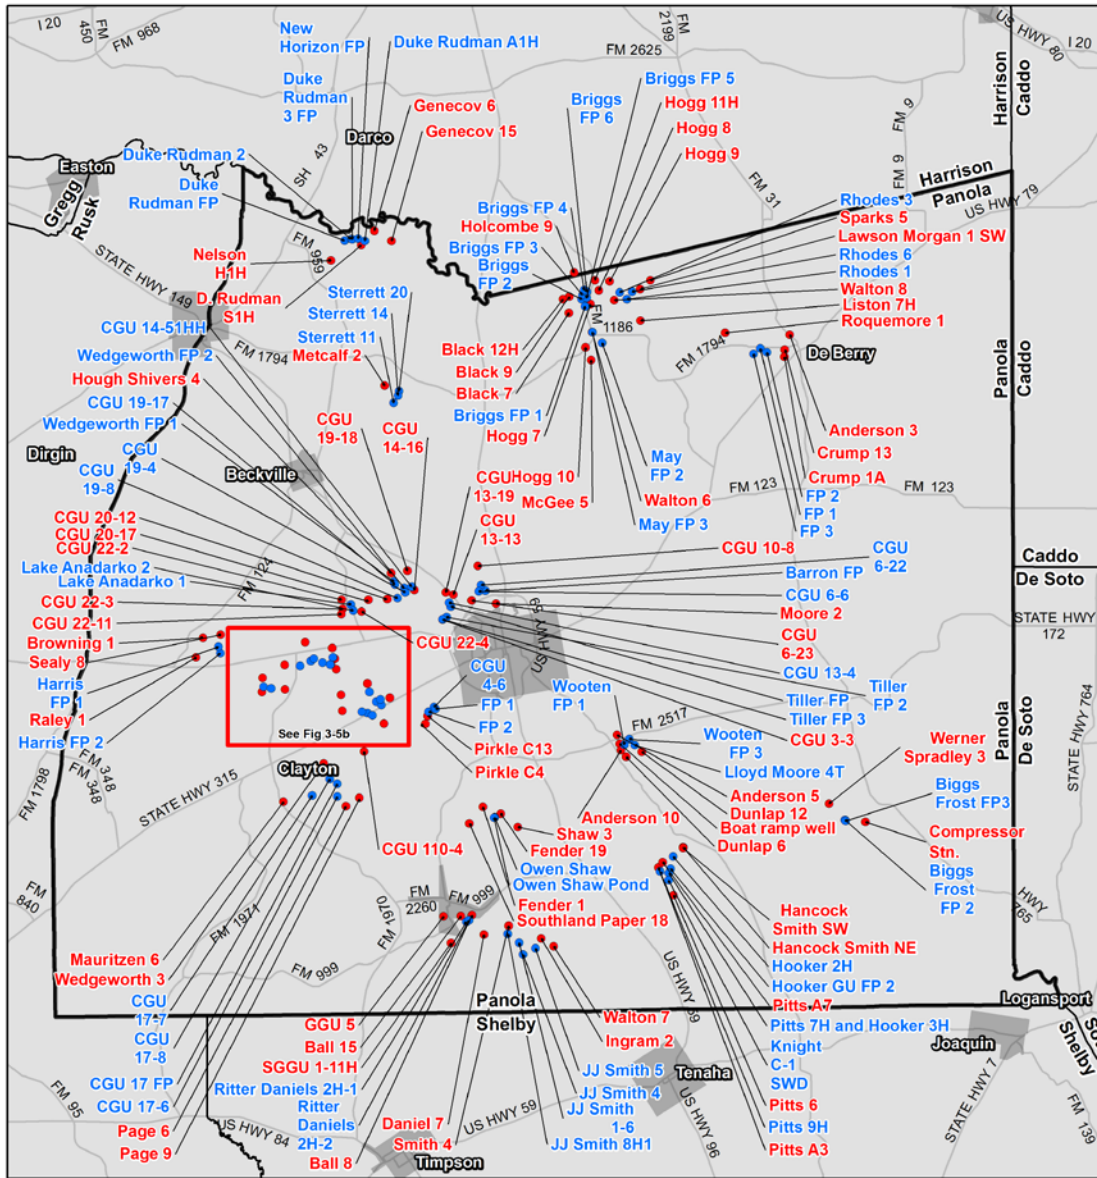 I 20
FM 450
FM 968
New
Horizon FP
Duke Rudman A1H
FM 2199
FM 2625
US HWY 80
I 20
Harrison
Caddo
Duke
Rudman
3 FP
Darco
Genecov 6
Genecov 15
Briggs
FP 6
Briggs FP 5
Hogg 11H
Hogg 8
Hogg 9
FM 9
FM 9
Duke Rudman 2
Easton
SH 43
Gregg
Rusk
Duke
Rudman FP
FM 31
Harrison
Panola
US HWY 79
Briggs FP 4
Holcombe 9
Briggs FP 3
Briggs
FP 2
Rhodes 3
Sparks 5
Lawson Morgan 1 SW
Rhodes 6
Rhodes 1
Walton 8
Liston 7H
Roquemore 1
FM 959
Nelson
H1H
D. Rudman
S1H
STATE HWY 149
Sterrett 20
Sterrett 14
Sterrett 11
Metcalf 2
CGU 14-51HH
Wedgeworth FP 2
Hough Shivers 4
CGU 19-17
Wedgeworth FP 1
FM 1794
FM
1186
FM 1794
De Berry
Panola
Caddo
Black 12H
Black 9
Black 7
Briggs FP 1
Hogg 7
CGU
19-18
CGU
14-16
Dirgin
CGU
19-4
CGU
19-8
Beckville
CGU
13-19
Hogg 10
McGee 5
CGU
13-13
May
FP 2
Walton 6
May FP 3
Anderson 3
Crump 13
Crump 1A
FP 2
FP 1
FP 3
FM 123
FM 123
CGU 20-12
CGU 20-17
CGU 22-2
Lake Anadarko 2
Lake Anadarko 1
CGU 22-3
CGU 22-11
FM 124
CGU 10-8
Barron FP
CGU 6-6
Moore 2
CGU
6-23
CGU
6-22
Caddo
De Soto
STATE HWY
172
US HWY 59
Browning 1
Sealy 8
Harris
FP 1
Raley 1
Harris FP 2
CGU 22-4
CGU
4-6
FP 1
FP 2
Pirkle C13
Pirkle C4
See Fig 3-5b
Wooten
FP 1
CGU 13-4
Tiller FP
Tiller
FP 2
Tiller FP 3
CGU 3-3
FM 2517
Wooten
FP 3
Lloyd Moore 4T
Panola
De Soto
STATE HWY 764
Werner
Spradley 3
Biggs
Frost FP3
Anderson 5
Dunlap 12
Boat ramp well
Dunlap 6
Anderson 10
Shaw 3
Fender 19
Owen Shaw
Owen Shaw Pond
Fender 1
Southland Paper 18
Compressor
Stn.
Biggs
Frost
FP 2
HWY
765
FM 1798
FM 348
FM 348
STATE HWY 315
Clayton
CGU 110-4
FM
840
FM 1971
FM 1970
FM
2260
FM 999
FM 999
Mauritzen 6
Wedgeworth 3
CGU
17-7
CGU
17-8
CGU 17 FP
CGU 17-6
Page 6
Page 9
Hancock
Smith SW
Hancock Smith NE
Hooker 2H
Hooker GU FP 2
Pitts A7
Pitts 7H and Hooker 3H
Knight
C-1
SWD
Pitts 6
Pitts 9H
Pitts A3
US HWY 59
Panola
Shelby
Logansport
Shelby
Joaquin
GGU 5
Ball 15
SGGU 1-11H
Ritter Daniels 2H-1
Ritter
Daniels
2H-2
Ball 8
Walton 7
Ingram 2
JJ Smith 5
JJ Smith 4
JJ Smith
1-6
JJ Smith 8H1
Daniel 7
Smith 4
Tenaha
US HWY 59
US HWY 84
US HWY 96
STATE HWY 7
FM 139
FM 95
Timpson